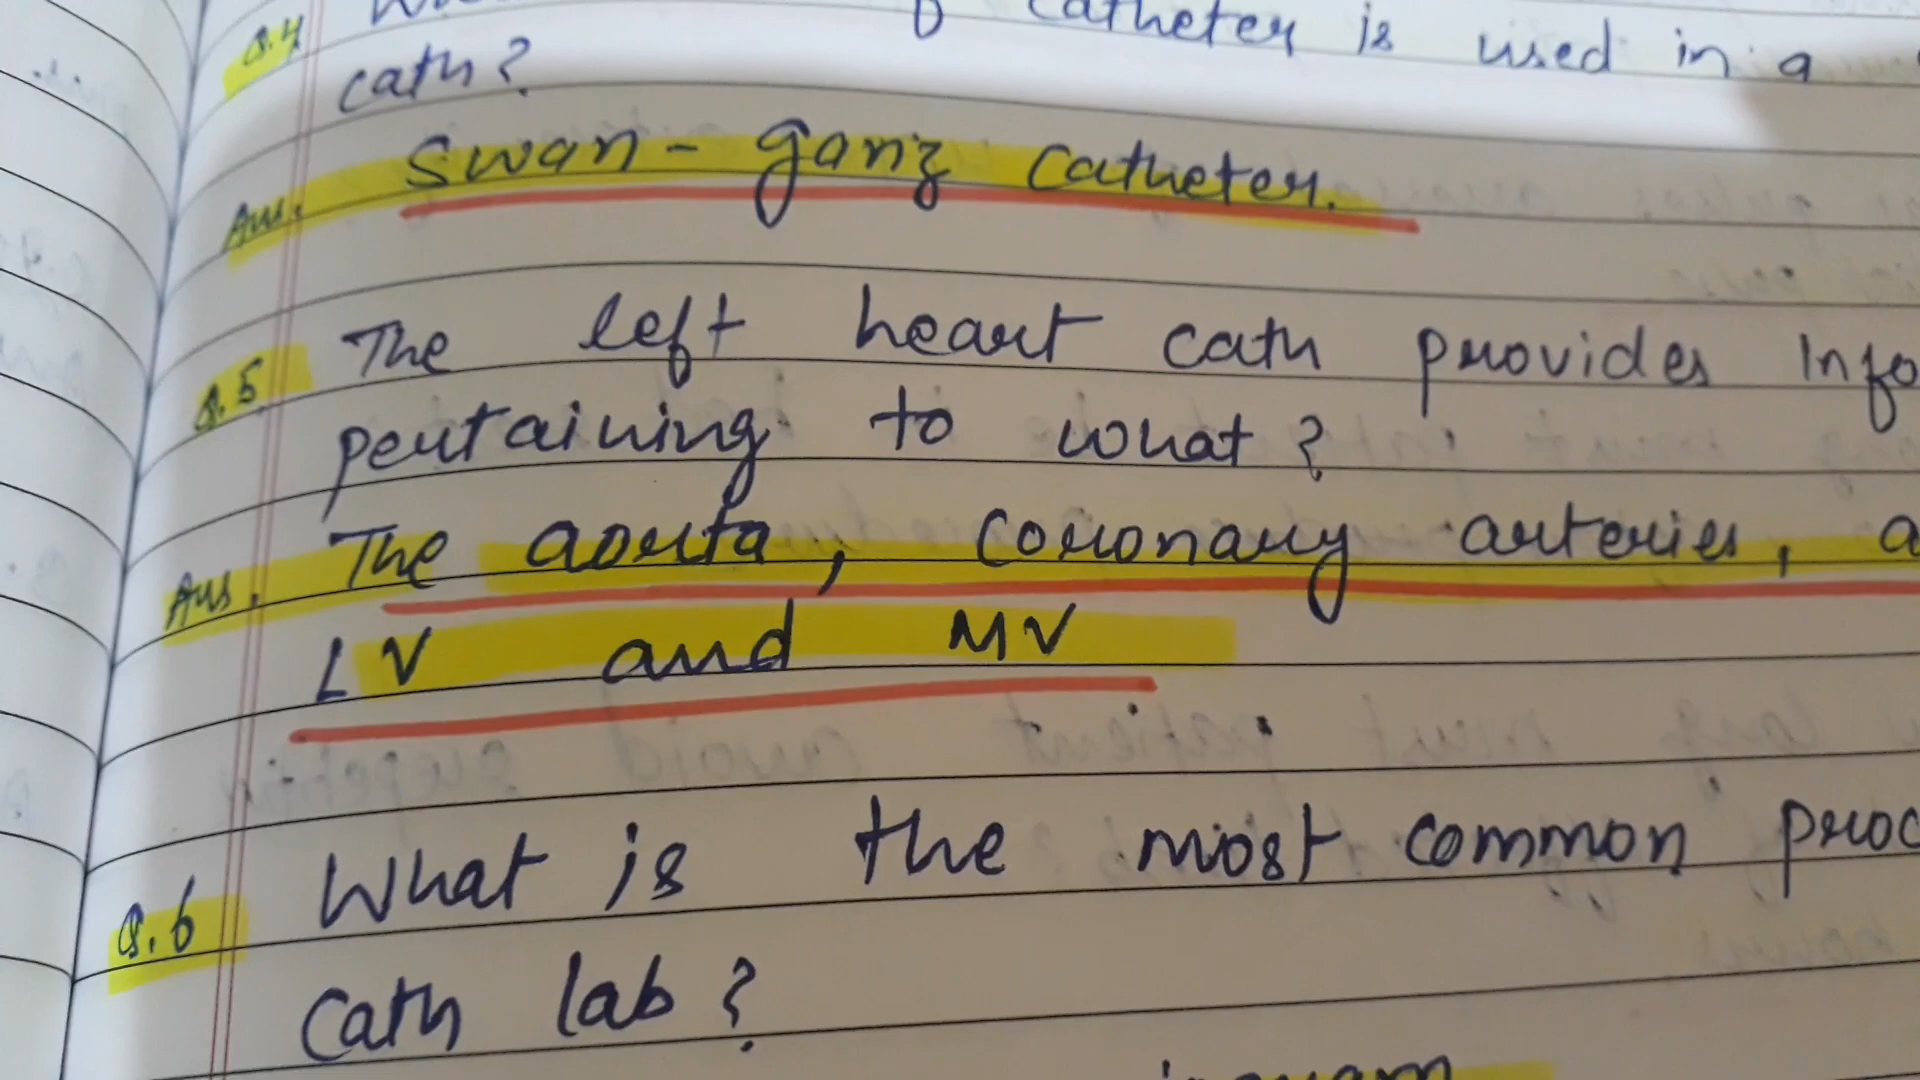 Q.4 catheter is used in a
cath?
Ans. Swan-ganz catheter.
Q.5 The left heart cath provides Info
pertaining to what?
Ans. The aorta, coronary arteries, a
LV and MV
Q.6 What is the most common proc
cath lab?